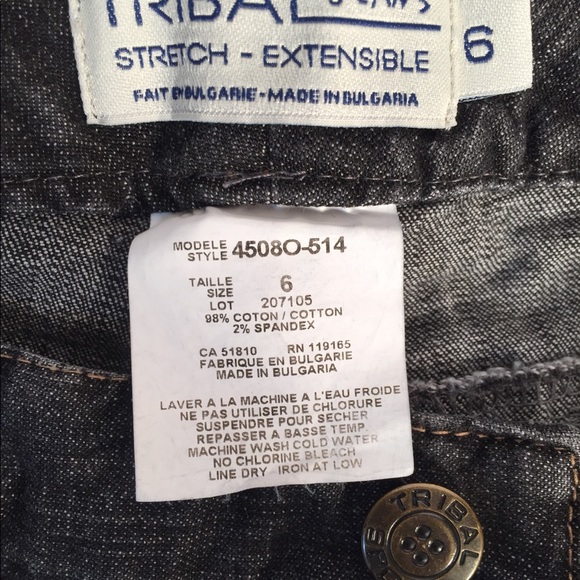 TRIBAL JEANS
STRETCH - EXTENSIBLE
6
FAIT EN BULGARIE - MADE IN BULGARIA
MODELE
STYLE 4508O-514
TAILLE
SIZE 6
LOT 207105
98% COTON / COTTON
2% SPANDEX
CA 51810 RN 119165
FABRIQUE EN BULGARIE
MADE IN BULGARIA
LAVER A LA MACHINE A L'EAU FROIDE
NE PAS UTILISER DE CHLORURE
SUSPENDRE POUR SECHER
REPASSER A BASSE TEMP.
MACHINE WASH COLD WATER
NO CHLORINE BLEACH
LINE DRY IRON AT LOW
TRIBAL